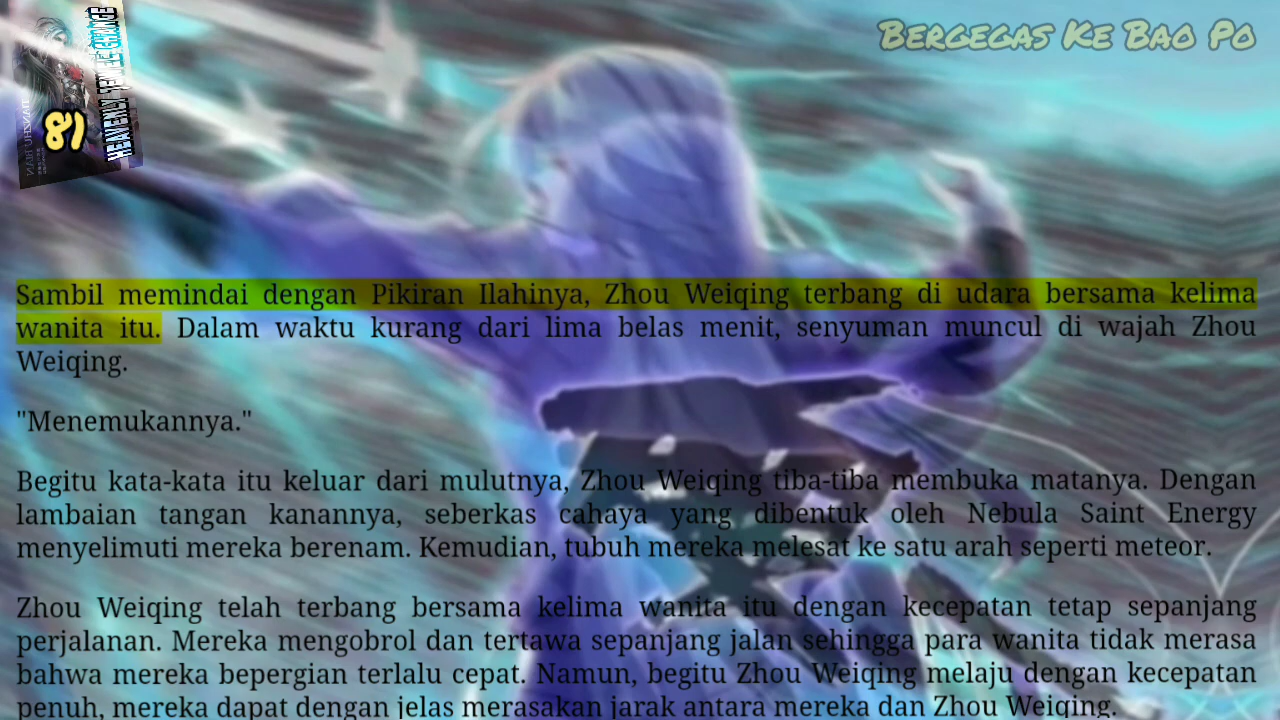 Bergegas Ke Bao Po
HEAVENLY JEWEL CHANGE
81
Sambil memindai dengan Pikiran Ilahinya, Zhou Weiqing terbang di udara bersama kelima
wanita itu. Dalam waktu kurang dari lima belas menit, senyuman muncul di wajah Zhou
Weiqing.
"Menemukannya."
Begitu kata-kata itu keluar dari mulutnya, Zhou Weiqing tiba-tiba membuka matanya. Dengan
lambaian tangan kanannya, seberkas cahaya yang dibentuk oleh Nebula Saint Energy
menyelimuti mereka berenam. Kemudian, tubuh mereka melesat ke satu arah seperti meteor.
Zhou Weiqing telah terbang bersama kelima wanita itu dengan kecepatan tetap sepanjang
perjalanan. Mereka mengobrol dan tertawa sepanjang jalan sehingga para wanita tidak merasa
bahwa mereka bepergian terlalu cepat. Namun, begitu Zhou Weiqing melaju dengan kecepatan
penuh, mereka dapat dengan jelas merasakan jarak antara mereka dan Zhou Weiqing.